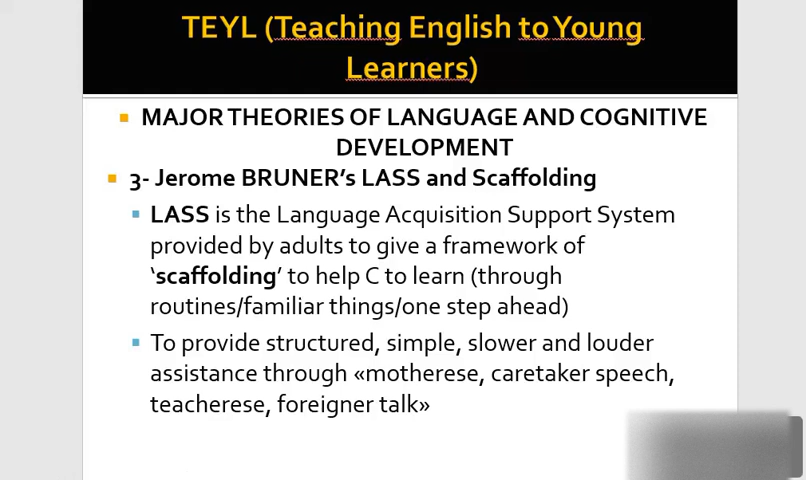 TEYL (Teaching English to Young
Learners)
MAJOR THEORIES OF LANGUAGE AND COGNITIVE
DEVELOPMENT
3- Jerome BRUNER's LASS and Scaffolding
LASS is the Language Acquisition Support System
provided by adults to give a framework of
‘scaffolding’ to help C to learn (through
routines/familiar things/one step ahead)
To provide structured, simple, slower and louder
assistance through «motherese, caretaker speech,
teacherese, foreigner talk»